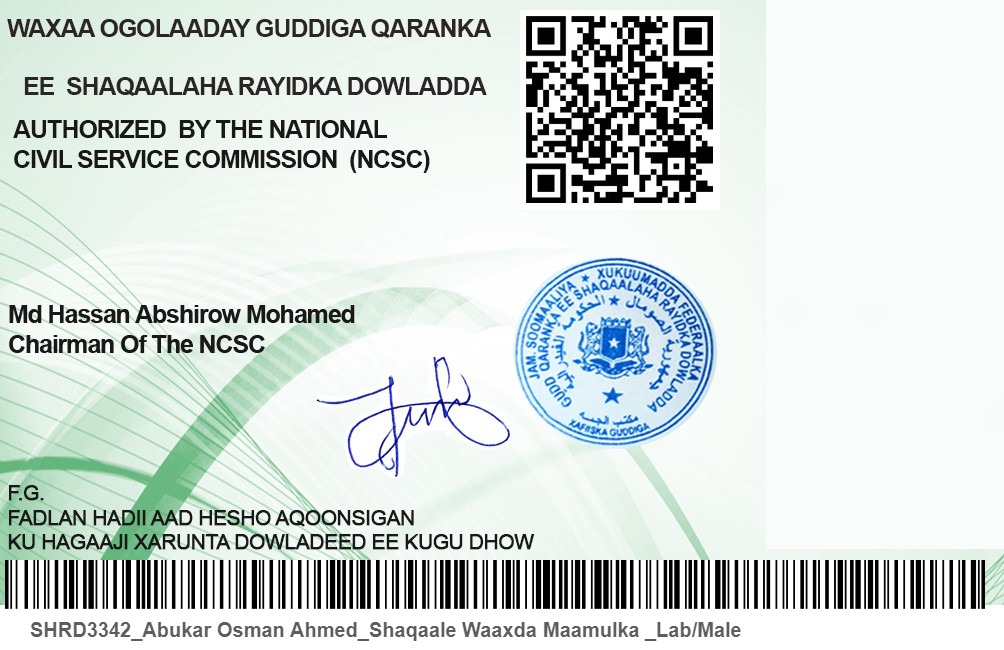 WAXAA OGOLAADAY GUDDIGA QARANKA
EE SHAQAALAHA RAYIDKA DOWLADDA
AUTHORIZED BY THE NATIONAL
CIVIL SERVICE COMMISSION (NCSC)
JAM. SOOMAALIYA ★ XUKUUMADDA FEDERAALKA
GUDD QARANKA EE SHAQAALAHA RAYIDKA DOWLADDA
XAFIISKA GUDDIGA
Md Hassan Abshirow Mohamed
Chairman Of The NCSC
F.G.
FADLAN HADII AAD HESHO AQOONSIGAN
KU HAGAAJI XARUNTA DOWLADEED EE KUGU DHOW
SHRD3342_Abukar Osman Ahmed_Shaqaale Waaxda Maamulka _Lab/Male